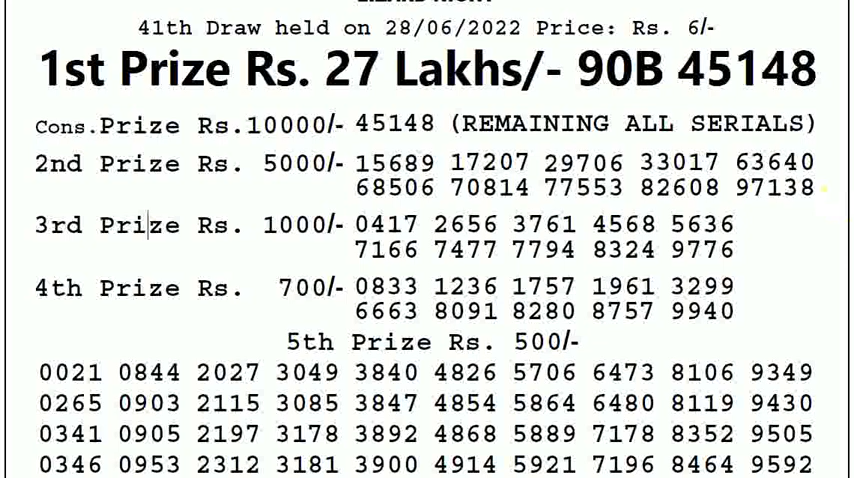 41th Draw held on 28/06/2022 Price: Rs. 6/-
1st Prize Rs. 27 Lakhs/- 90B 45148
Cons.Prize Rs.10000/- 45148 (REMAINING ALL SERIALS)
2nd Prize Rs. 5000/- 15689 17207 29706 33017 63640
68506 70814 77553 82608 97138
3rd Prize Rs. 1000/- 0417 2656 3761 4568 5636
7166 7477 7794 8324 9776
4th Prize Rs. 700/- 0833 1236 1757 1961 3299
6663 8091 8280 8757 9940
5th Prize Rs. 500/-
0021 0844 2027 3049 3840 4826 5706 6473 8106 9349
0265 0903 2115 3085 3847 4854 5864 6480 8119 9430
0341 0905 2197 3178 3892 4868 5889 7178 8352 9505
0346 0953 2312 3181 3900 4914 5921 7196 8464 9592